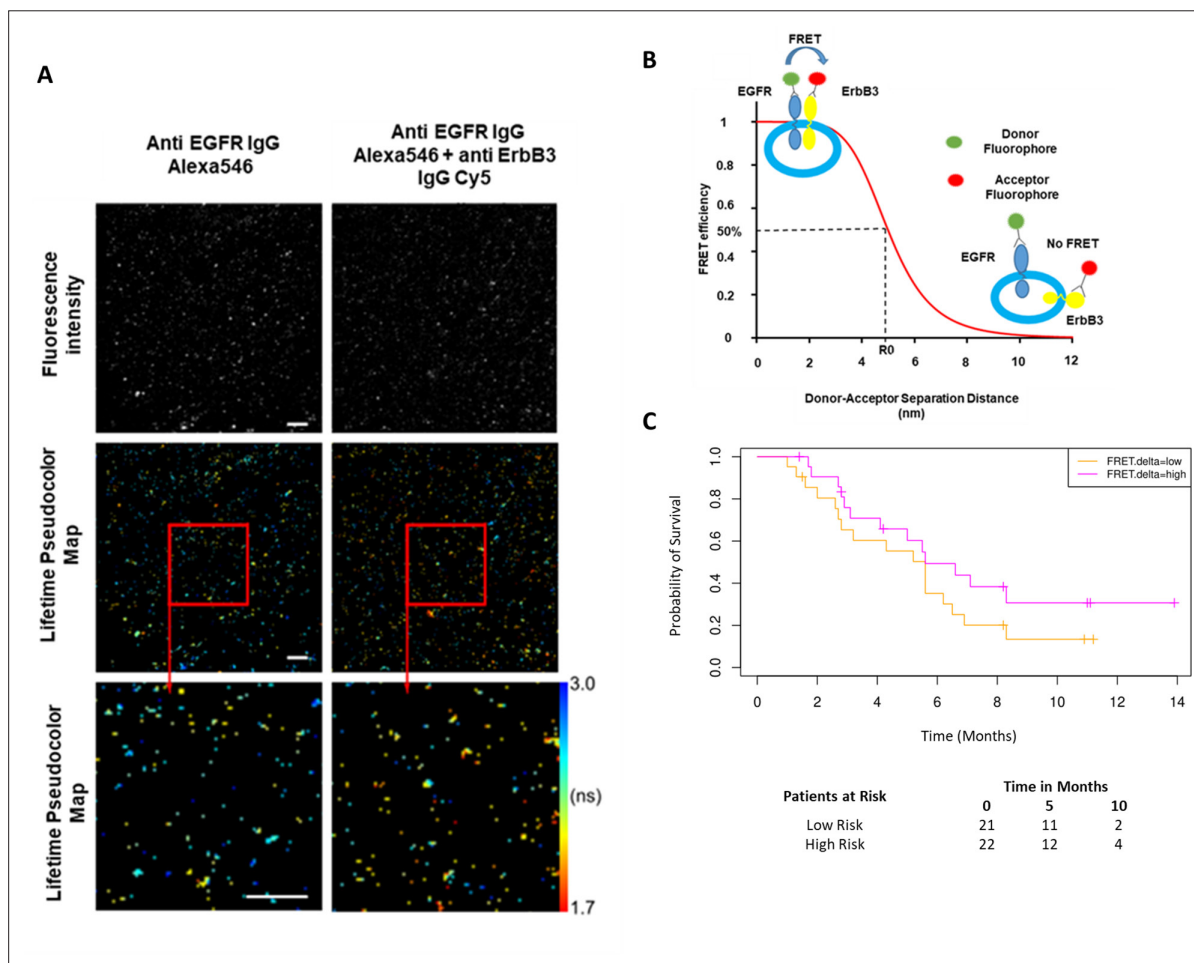 A
Anti EGFR IgG
Alexa546
Anti EGFR IgG
Alexa546 + anti ErbB3
IgG Cy5
Fluorescence
intensity
Lifetime Pseudocolor
Map
Lifetime Pseudocolor
Map
3.0
(ns)
1.7
B
FRET
EGFR
ErbB3
Donor
Fluorophore
Acceptor
Fluorophore
No FRET
EGFR
ErbB3
FRET efficiency
1
0.8
0.6
50%
0.4
0.2
0
0
2
4
R0
6
8
10
12
Donor-Acceptor Separation Distance
(nm)
C
FRET.delta=low
FRET.delta=high
Probability of Survival
1.0
0.8
0.6
0.4
0.2
0.0
0
2
4
6
8
10
12
14
Time (Months)
Patients at Risk
Time in Months
0 5 10
Low Risk 21 11 2
High Risk 22 12 4